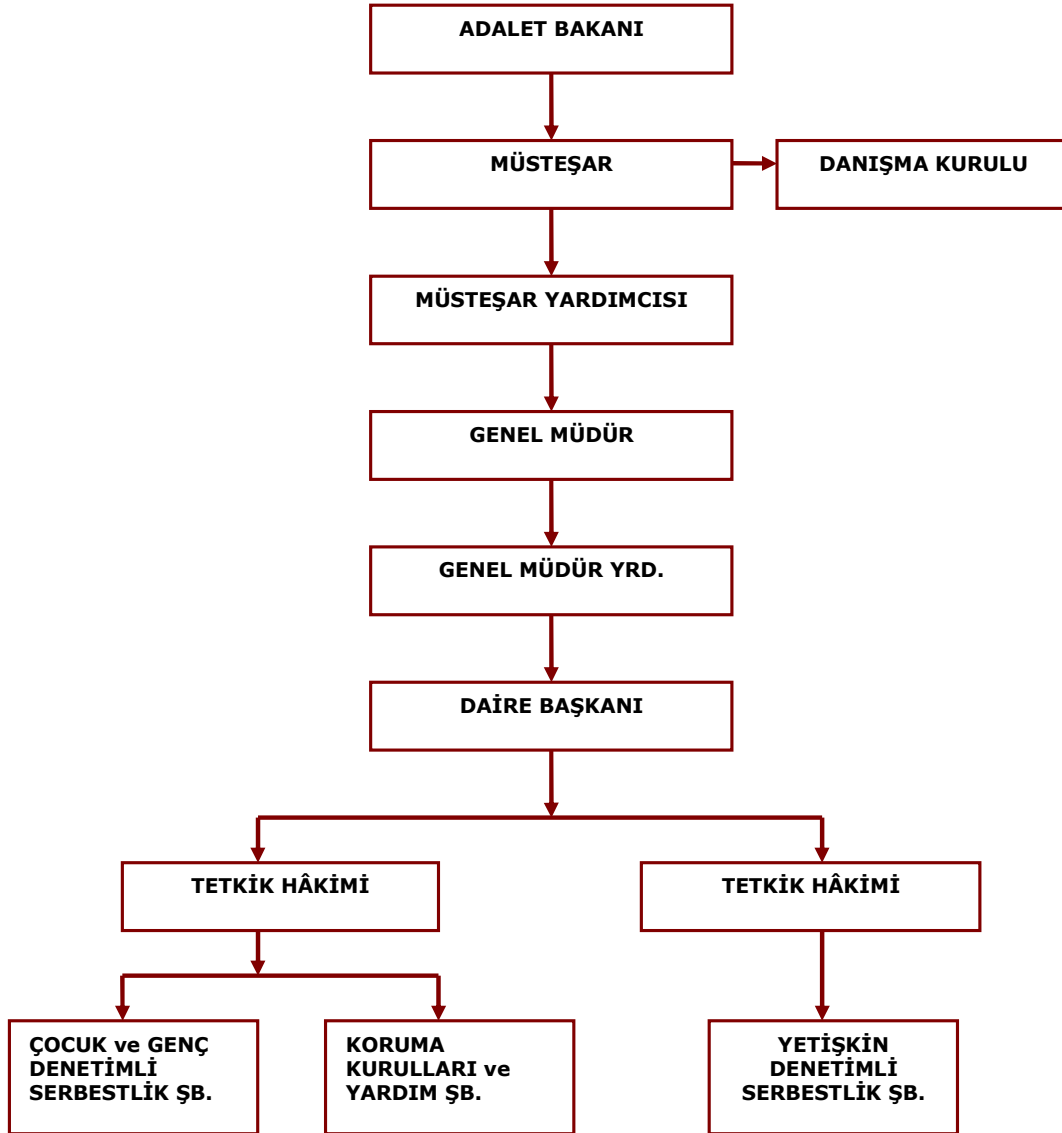 ADALET BAKANI
MÜSTEŞAR
DANIŞMA KURULU
MÜSTEŞAR YARDIMCISI
GENEL MÜDÜR
GENEL MÜDÜR YRD.
DAİRE BAŞKANI
TETKİK HÂKİMİ
TETKİK HÂKİMİ
ÇOCUK ve GENÇ
DENETİMLİ
SERBESTLİK ŞB.
KORUMA
KURULLARI ve
YARDIM ŞB.
YETİŞKİN
DENETİMLİ
SERBESTLİK ŞB.